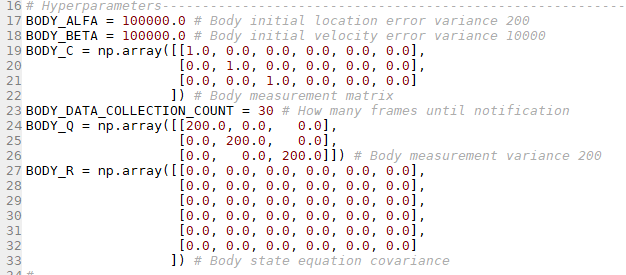 16 # Hyperparameters-------------------------------------------------------------
17 BODY_ALFA = 100000.0 # Body initial location error variance 200
18 BODY_BETA = 100000.0 # Body initial velocity error variance 10000
19 BODY_C = np.array([[1.0, 0.0, 0.0, 0.0, 0.0, 0.0],
20                    [0.0, 1.0, 0.0, 0.0, 0.0, 0.0],
21                    [0.0, 0.0, 1.0, 0.0, 0.0, 0.0]
22                   ]) # Body measurement matrix
23 BODY_DATA_COLLECTION_COUNT = 30 # How many frames until notification
24 BODY_Q = np.array([[200.0, 0.0,   0.0],
25                    [0.0, 200.0,   0.0],
26                    [0.0,   0.0, 200.0]]) # Body measurement variance 200
27 BODY_R = np.array([[0.0, 0.0, 0.0, 0.0, 0.0, 0.0],
28                    [0.0, 0.0, 0.0, 0.0, 0.0, 0.0],
29                    [0.0, 0.0, 0.0, 0.0, 0.0, 0.0],
30                    [0.0, 0.0, 0.0, 0.0, 0.0, 0.0],
31                    [0.0, 0.0, 0.0, 0.0, 0.0, 0.0],
32                    [0.0, 0.0, 0.0, 0.0, 0.0, 0.0]
33                   ]) # Body state equation covariance